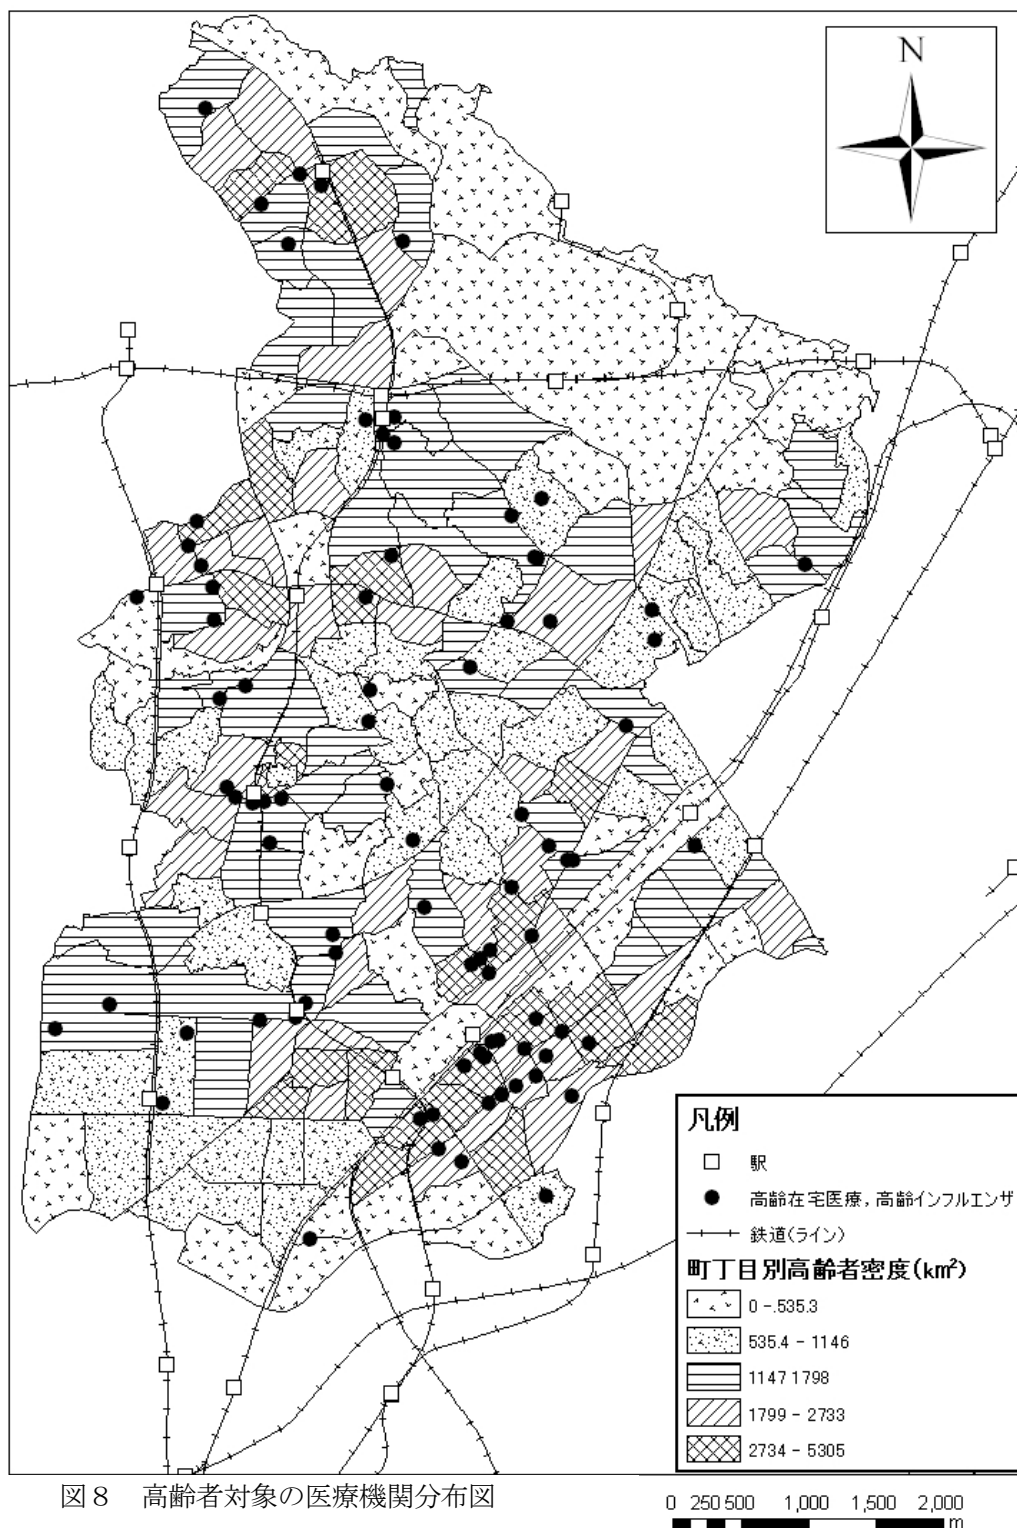 N
凡例
駅
高齢在宅医療，高齢インフルエンザ
鉄道(ライン)
町丁目別高齢者密度(km²)
0 -.535.3
535.4 - 1146
1147 1798
1799 - 2733
2734 - 5305
図８　高齢者対象の医療機関分布図
0 250 500 1,000 1,500 2,000
m